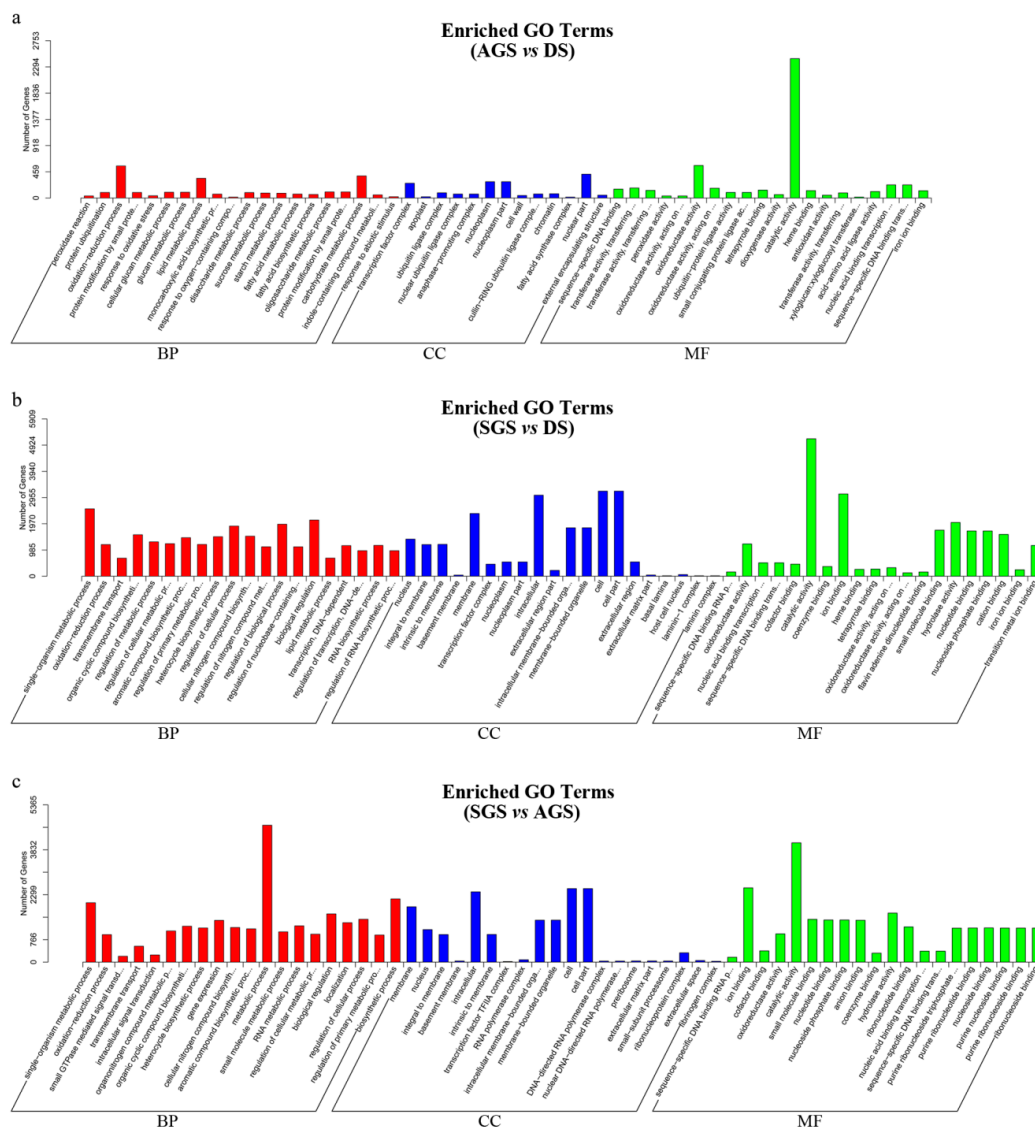 a
Enriched GO Terms
(AGS vs DS)
Number of Genes
2753
2294
1836
1377
918
459
0
peroxidase reaction
protein ubiquitination
oxidation−reduction process
protein modification by small prote...
response to oxidative stress
cellular glucan metabolic process
glucan metabolic process
lipid metabolic process
monocarboxylic acid biosynthetic pr...
response to oxygen−containing compo...
disaccharide metabolic process
sucrose metabolic process
starch metabolic process
fatty acid metabolic process
fatty acid biosynthetic process
oligosaccharide metabolic process
protein modification by small prote...
carbohydrate metabolic process
indole−containing compound metaboli...
response to abiotic stimulus
transcription factor complex
apoplast
ubiquitin ligase complex
nuclear ubiquitin ligase complex
anaphase−promoting complex
nucleoplasm
nucleoplasm part
cell wall
cullin−RING ubiquitin ligase comple...
chromatin
fatty acid synthase complex
nuclear part
external encapsulating structure
sequence−specific DNA binding
transferase activity, transferring ...
transferase activity, transferring ...
peroxidase activity
oxidoreductase activity, acting on ...
oxidoreductase activity
oxidoreductase activity, acting on ...
ubiquitin−protein ligase activity
small conjugating protein ligase ac...
tetrapyrrole binding
dioxygenase activity
catalytic activity
heme binding
antioxidant activity
transferase activity, transferring ...
xyloglucan:xyloglucosyl transferase...
acid−amino acid ligase activity
nucleic acid binding transcription ...
sequence−specific DNA binding trans...
iron ion binding
BP
CC
MF
b
Enriched GO Terms
(SGS vs DS)
Number of Genes
5909
4924
3940
2955
1970
985
0
single−organism metabolic process
oxidation−reduction process
transmembrane transport
organic cyclic compound biosyntheti...
regulation of metabolic process
regulation of cellular metabolic pr...
aromatic compound biosynthetic proc...
regulation of primary metabolic pro...
heterocycle biosynthetic process
regulation of cellular process
cellular nitrogen compound biosynth...
regulation of nitrogen compound met...
regulation of biological process
regulation of nucleobase−containing...
biological regulation
lipid metabolic process
transcription, DNA−dependent
regulation of transcription, DNA−de...
RNA biosynthetic process
regulation of RNA biosynthetic proc...
nucleus
integral to membrane
intrinsic to membrane
basement membrane
membrane
transcription factor complex
nucleoplasm
nucleoplasm part
intracellular
extracellular region part
intracellular membrane−bounded orga...
membrane−bounded organelle
cell
cell part
extracellular region
extracellular matrix part
basal lamina
host cell nucleus
laminin−1 complex
laminin complex
sequence−specific DNA binding RNA p...
oxidoreductase activity
nucleic acid binding transcription ...
sequence−specific DNA binding trans...
cofactor binding
catalytic activity
coenzyme binding
ion binding
heme binding
tetrapyrrole binding
oxidoreductase activity, acting on ...
oxidoreductase activity, acting on ...
flavin adenine dinucleotide binding
small molecule binding
hydrolase activity
nucleotide binding
nucleoside phosphate binding
cation binding
iron ion binding
transition metal ion binding
BP
CC
MF
c
Enriched GO Terms
(SGS vs AGS)
Number of Genes
5365
3832
2299
766
0
single−organism metabolic process
oxidation−reduction process
small GTPase mediated signal transd...
transmembrane transport
intracellular signal transduction
organonitrogen compound metabolic p...
organic cyclic compound biosyntheti...
heterocycle biosynthetic process
gene expression
cellular nitrogen compound biosynth...
aromatic compound biosynthetic proc...
metabolic process
small molecule metabolic process
RNA metabolic process
regulation of cellular metabolic pr...
biological regulation
localization
regulation of cellular process
regulation of primary metabolic pro...
biosynthetic process
membrane
nucleus
integral to membrane
basement membrane
intracellular
intrinsic to membrane
transcription factor TFIIA complex
RNA polymerase complex
intracellular membrane−bounded orga...
membrane−bounded organelle
cell
cell part
DNA−directed RNA polymerase complex
nuclear DNA−directed RNA polymerase...
preribosome
extracellular matrix part
small−subunit processome
ribonucleoprotein complex
extracellular space
fibrinogen complex
sequence−specific DNA binding RNA p...
ion binding
cofactor binding
oxidoreductase activity
catalytic activity
small molecule binding
nucleotide binding
nucleoside phosphate binding
anion binding
coenzyme binding
hydrolase activity
ribonucleotide binding
nucleic acid binding transcription ...
sequence−specific DNA binding trans...
purine ribonucleoside triphosphate ...
purine ribonucleotide binding
nucleoside binding
purine nucleoside binding
purine ribonucleoside binding
ribonucleoside binding
BP
CC
MF